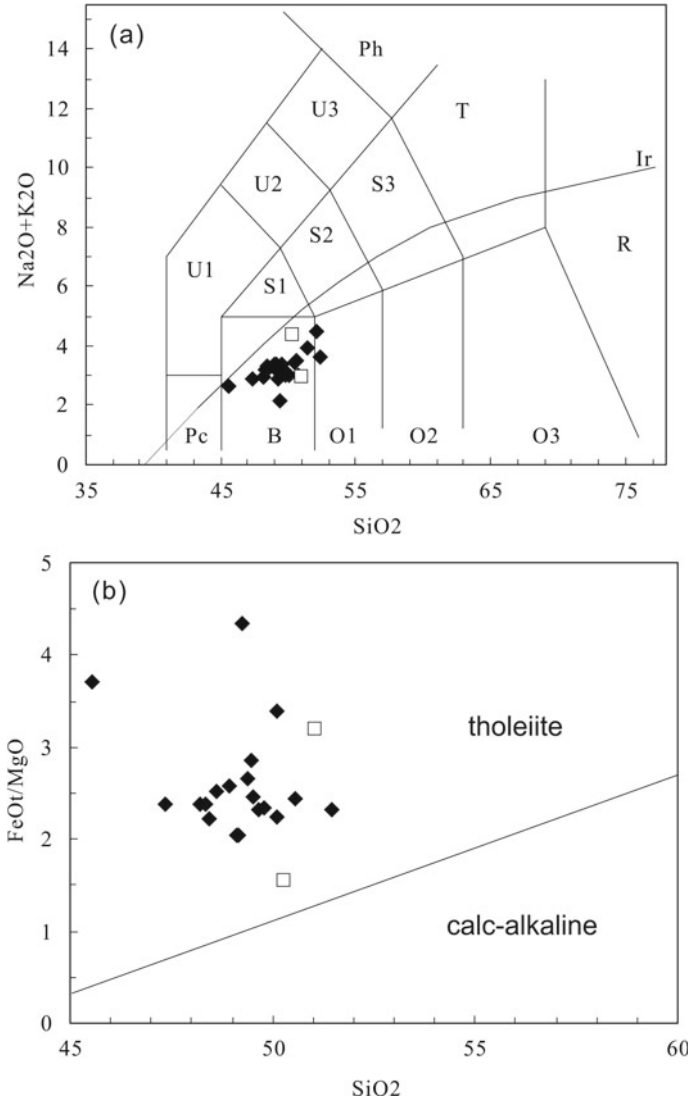 (a)
Ph
14
U3
12
T
Na2O+K2O
10
Ir
U2
S3
8
S2
R
U1
6
S1
4
2
Pc
B
O1
O2
O3
0
35
45
55
65
75
SiO2
5
(b)
4
tholeiite
3
FeOt/MgO
2
calc-alkaline
1
0
45
50
55
60
SiO2